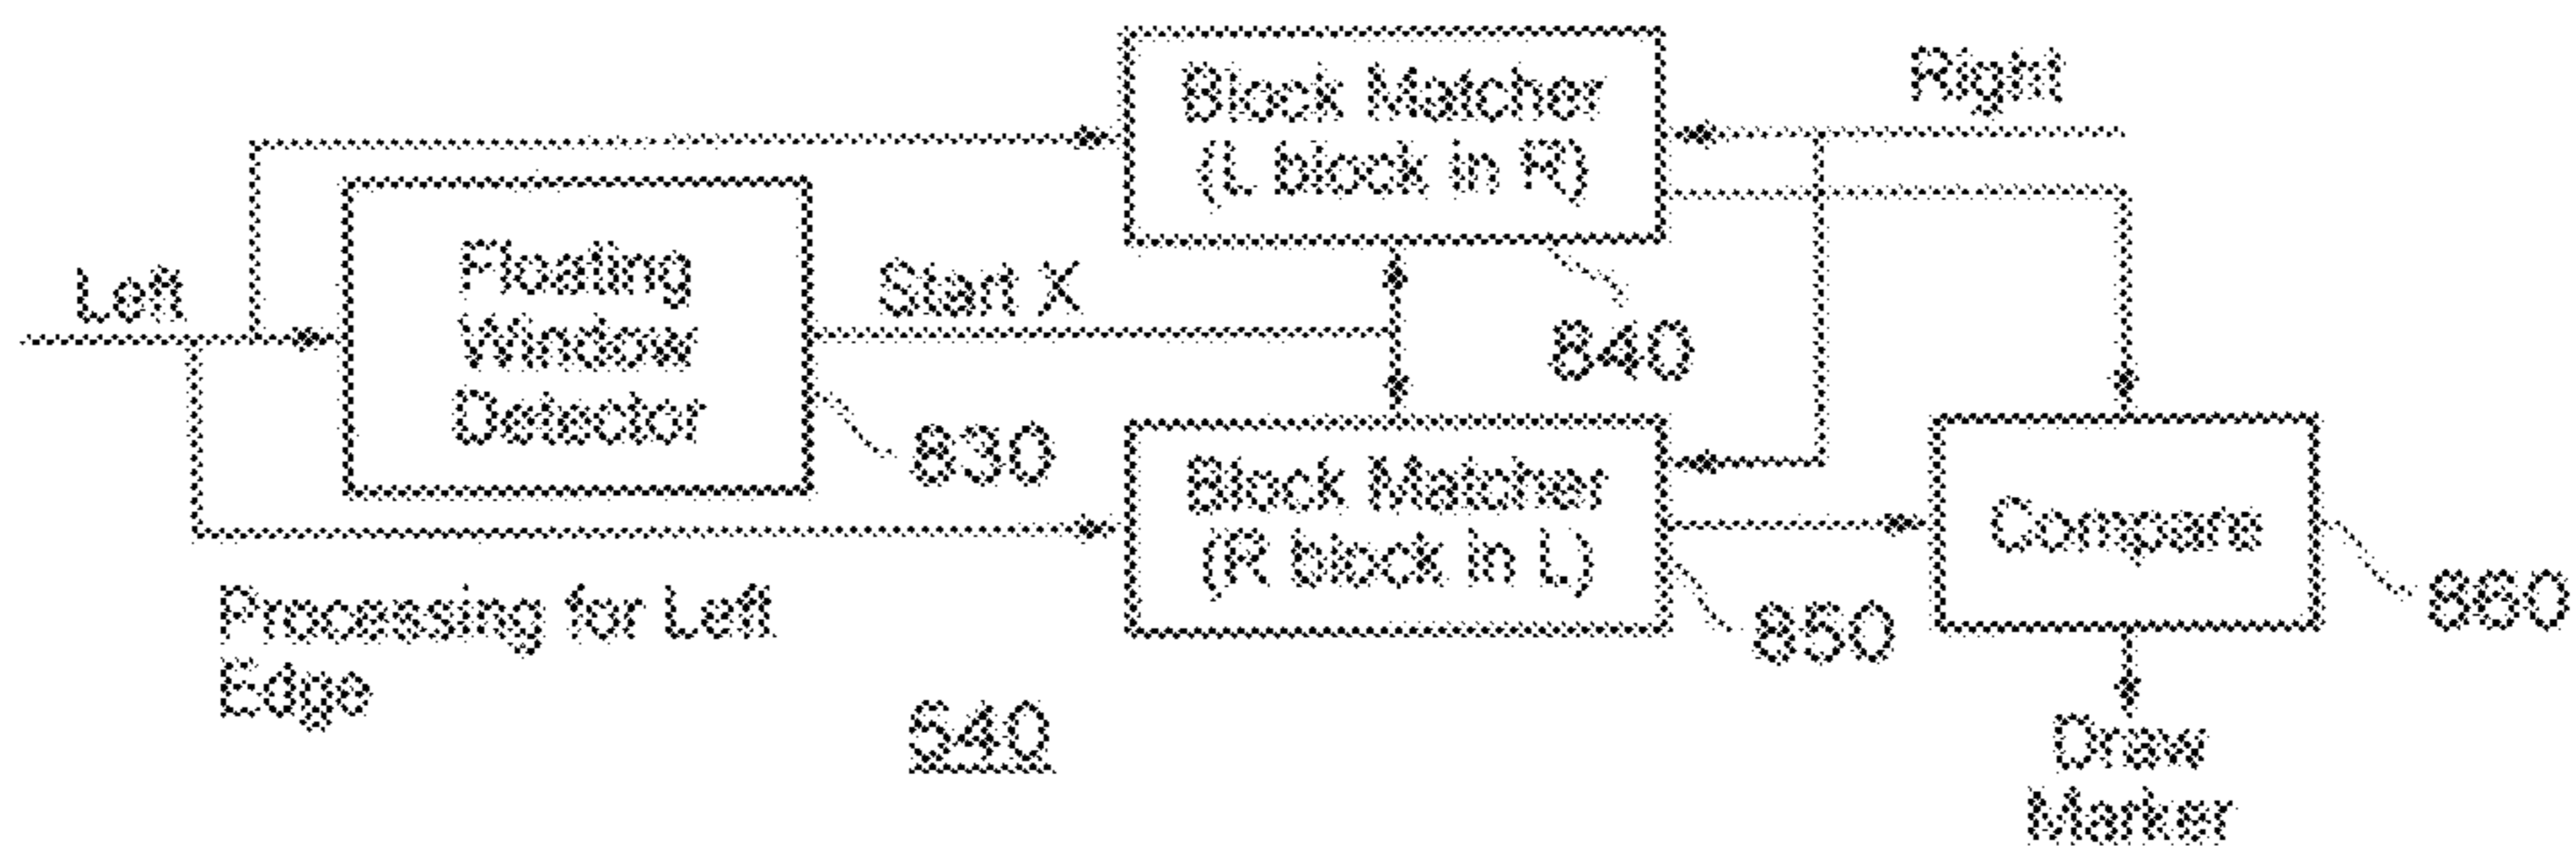 Block Matcher
(L block in R)
Right
Left
Floating
Window
Detector
Start X
840
830
Block Matcher
(R block in L)
850
Compare
860
Processing for Left
Edge
540
Draw
Marker